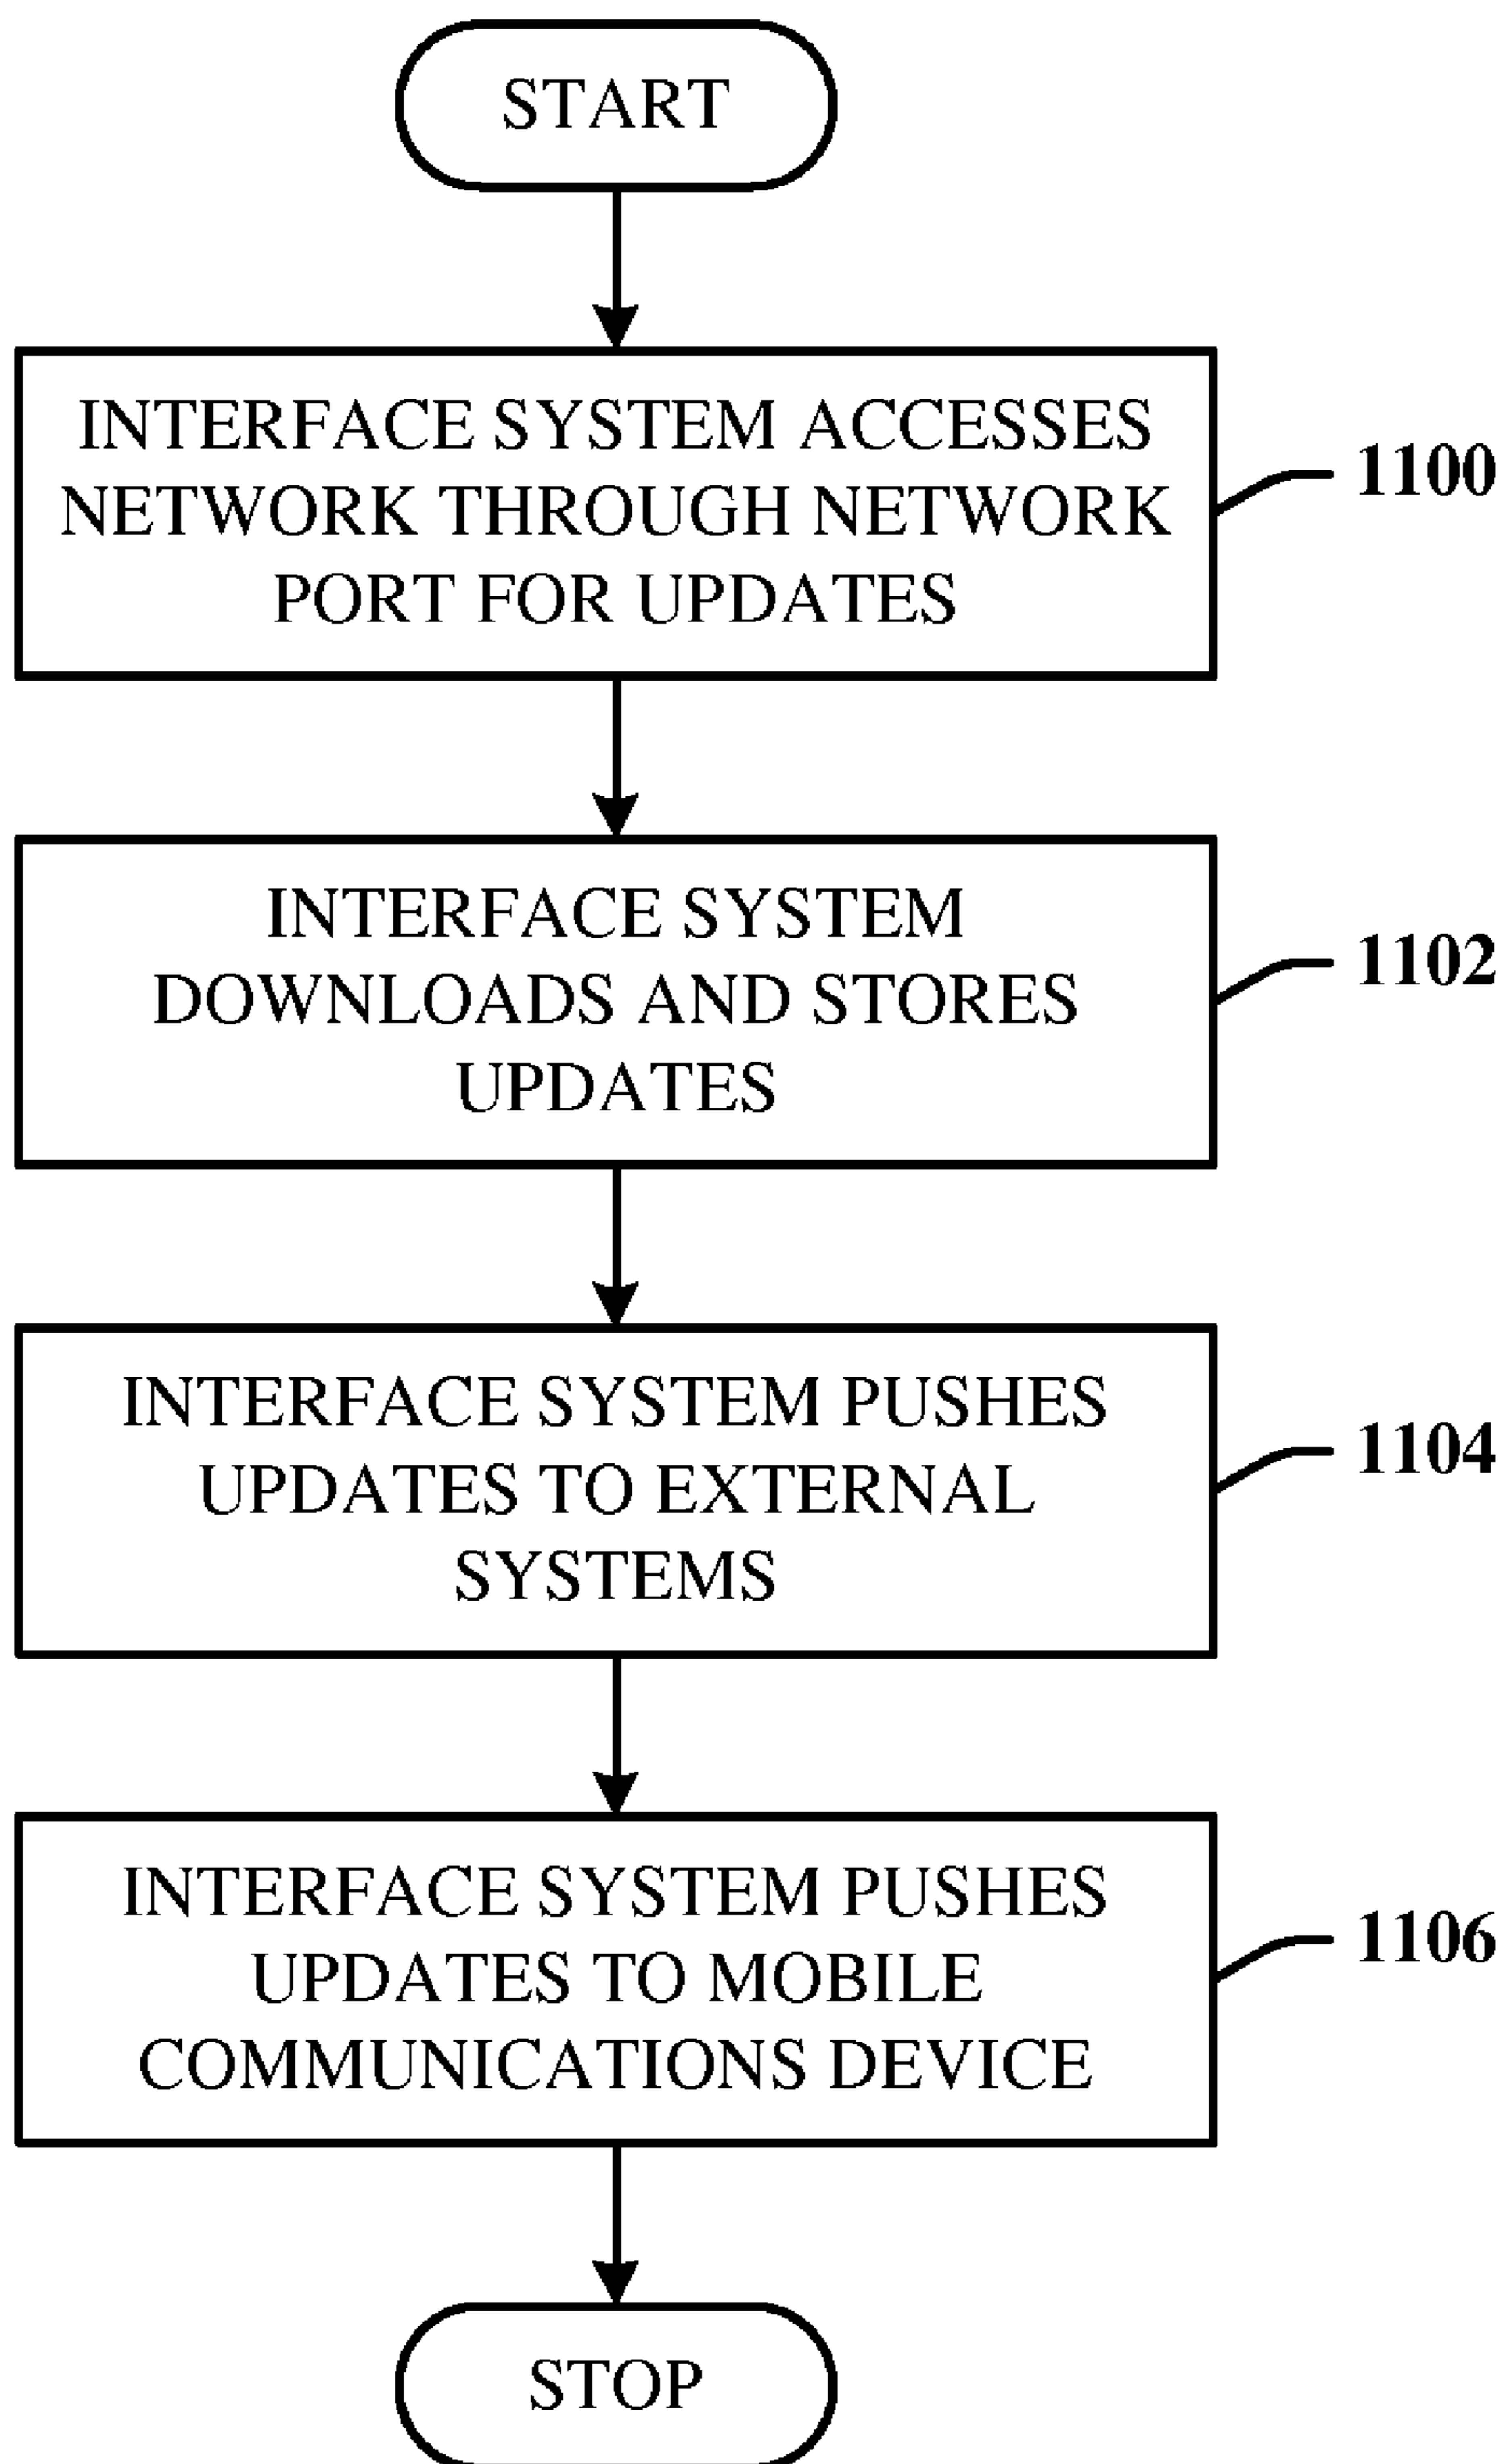 START
INTERFACE SYSTEM ACCESSES
NETWORK THROUGH NETWORK
PORT FOR UPDATES
1100
INTERFACE SYSTEM
DOWNLOADS AND STORES
UPDATES
1102
INTERFACE SYSTEM PUSHES
UPDATES TO EXTERNAL
SYSTEMS
1104
INTERFACE SYSTEM PUSHES
UPDATES TO MOBILE
COMMUNICATIONS DEVICE
1106
STOP